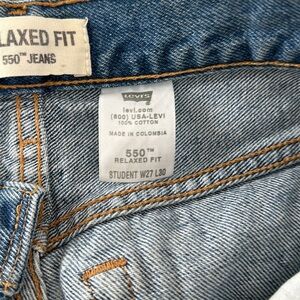 LAXED FIT
550™ JEANS
LEVI'S
levi.com
(800) USA-LEVI
100% COTTON
MADE IN COLOMBIA
550™
RELAXED FIT
STUDENT W27 L30